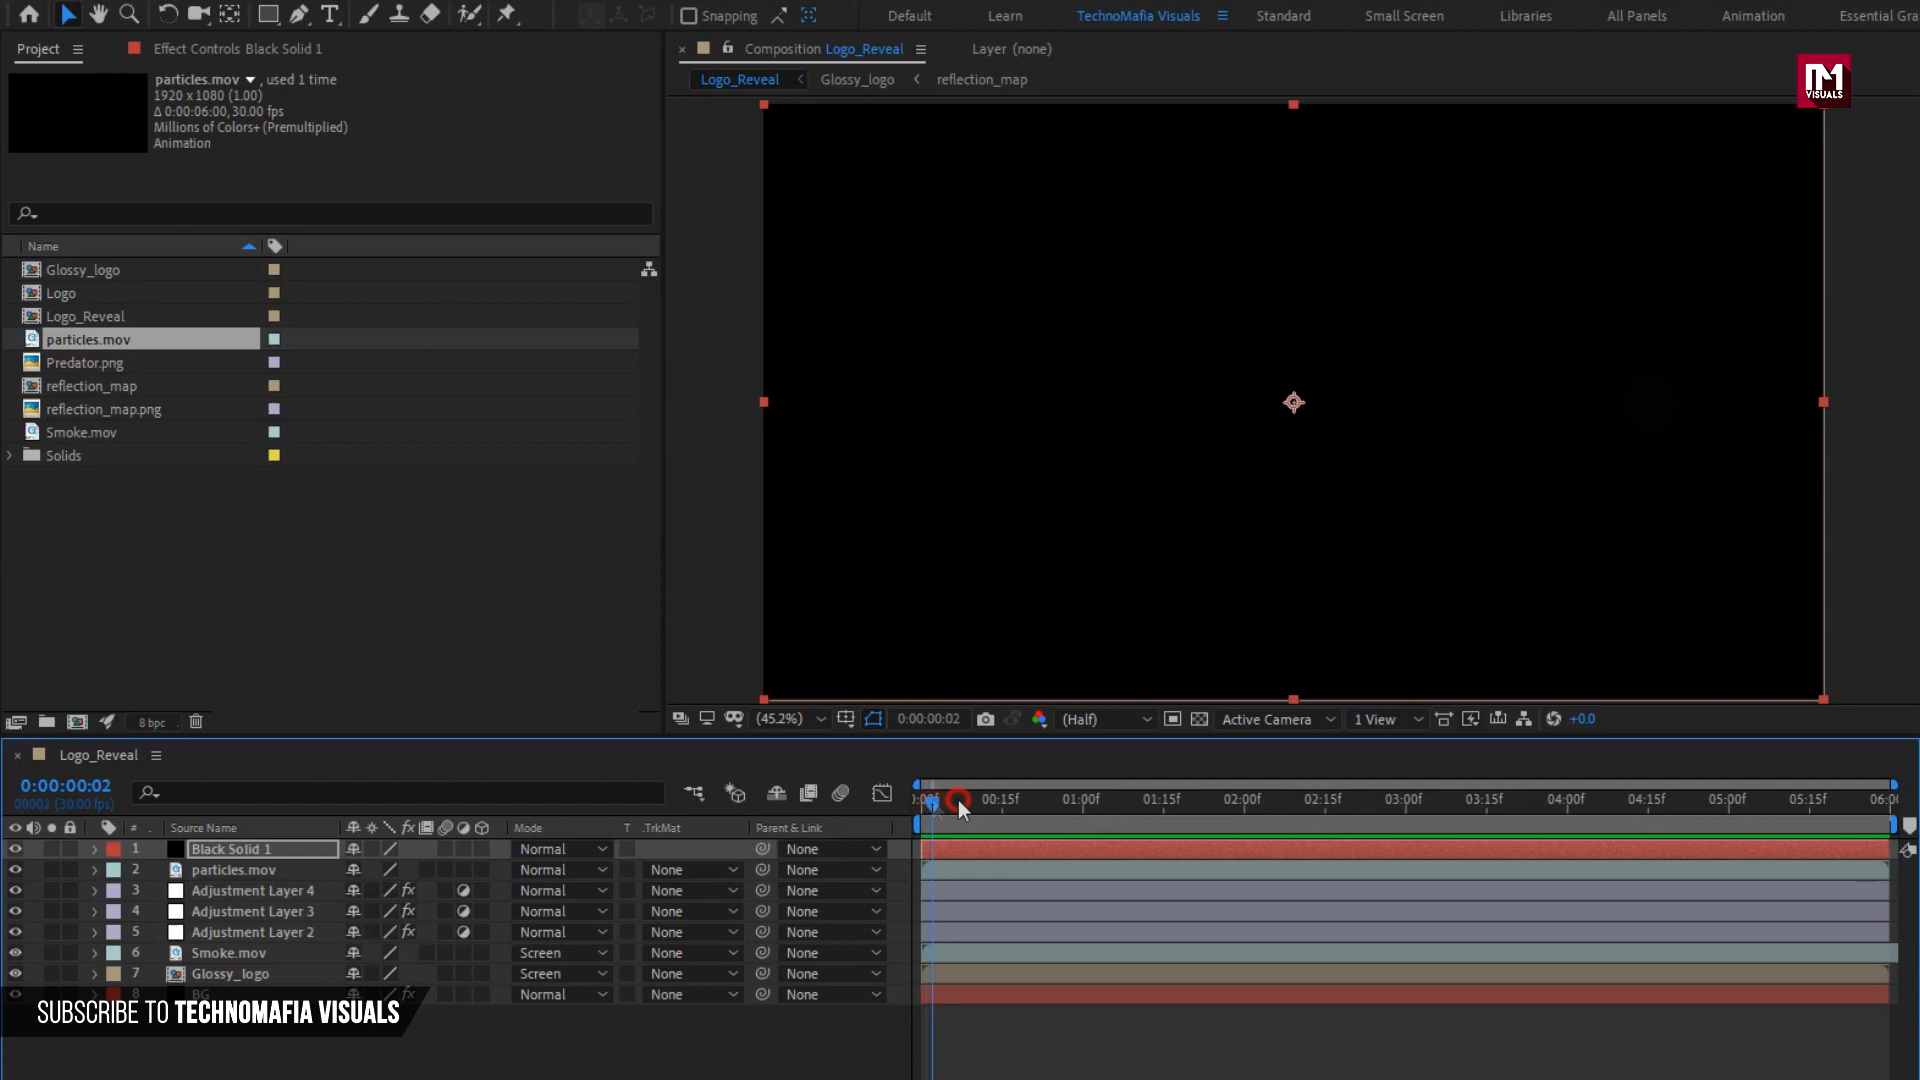 Snapping
Default
Learn
TechnoMafia Visuals
Standard
Small Screen
Libraries
All Panels
Animation
Essential Gra
Project
Effect Controls Black Solid 1
Composition Logo_Reveal
Layer (none)
particles.mov , used 1 time
1920 x 1080 (1.00)
Δ 0:00:06:00, 30.00 fps
Millions of Colors+ (Premultiplied)
Animation
Logo_Reveal
Glossy_logo
reflection_map
VISUALS
Name
Glossy_logo
Logo
Logo_Reveal
particles.mov
Predator.png
reflection_map
reflection_map.png
Smoke.mov
Solids
8 bpc
(45.2%)
0:00:00:02
(Half)
Active Camera
1 View
+0.0
Logo_Reveal
0:00:00:02
00002 (30.00 fps)
00:15f
01:00f
01:15f
02:00f
02:15f
03:00f
03:15f
04:00f
04:15f
05:00f
05:15f
06:00
# Source Name Mode T .TrkMat Parent & Link
1 Black Solid 1 Normal None
2 particles.mov Normal None None
3 Adjustment Layer 4 fx Normal None None
4 Adjustment Layer 3 fx Normal None None
5 Adjustment Layer 2 fx Normal None None
6 Smoke.mov Screen None None
7 Glossy_logo Screen None None
8 BG fx Normal None None
SUBSCRIBE TO TECHNOMAFIA VISUALS